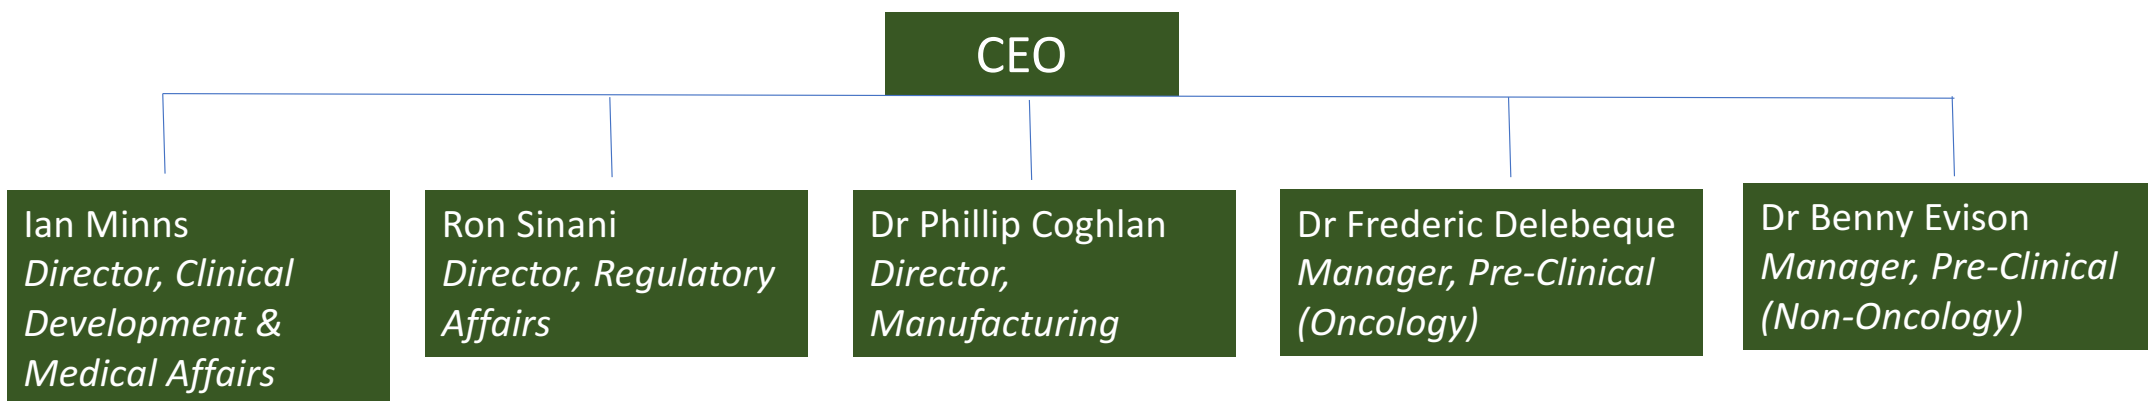 CEO
Ian Minns
Director, Clinical
Development &
Medical Affairs
Ron Sinani
Director, Regulatory
Affairs
Dr Phillip Coghlan
Director,
Manufacturing
Dr Frederic Delebeque
Manager, Pre-Clinical
(Oncology)
Dr Benny Evison
Manager, Pre-Clinical
(Non-Oncology)